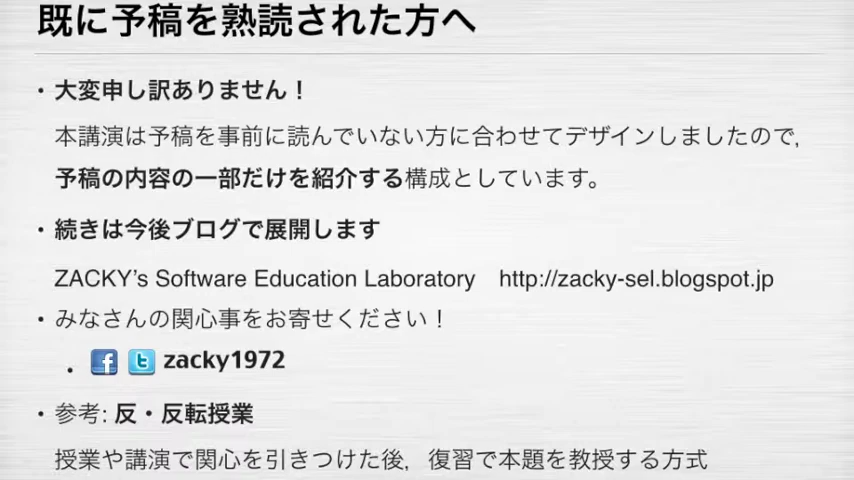 既に予稿を熟読された方へ
• 大変申し訳ありません！
本講演は予稿を事前に読んでいない方に合わせてデザインしましたので，
予稿の内容の一部だけを紹介する構成としています。
• 続きは今後ブログで展開します
ZACKY’s Software Education Laboratory　http://zacky-sel.blogspot.jp
• みなさんの関心事をお寄せください！
• f t zacky1972
• 参考: 反・反転授業
授業や講演で関心を引きつけた後，復習で本題を教授する方式